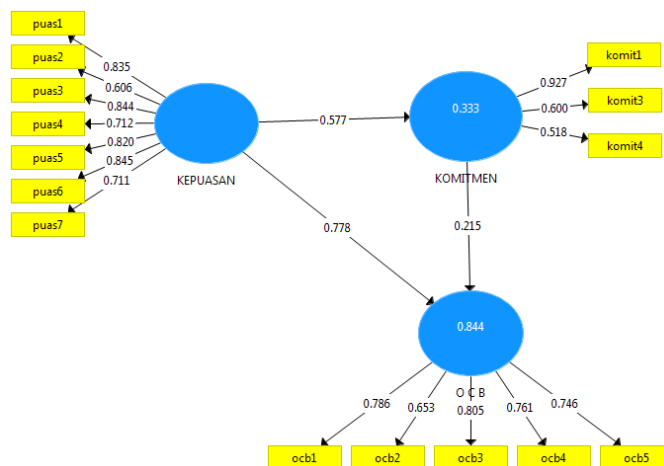 puas1
puas2
puas3
puas4
puas5
puas6
puas7
0.835
0.606
0.844
0.712
0.820
0.845
0.711
KEPUASAN
0.577
0.333
KOMITMEN
0.927
0.600
0.518
komit1
komit3
komit4
0.778
0.215
0.844
O C B
0.786
0.653
0.805
0.761
0.746
ocb1
ocb2
ocb3
ocb4
ocb5